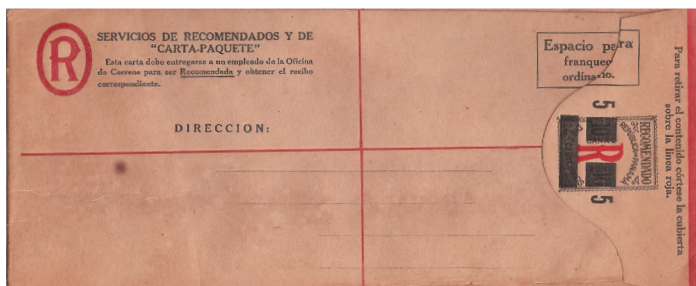 R
SERVICIOS DE RECOMENDADOS Y DE
"CARTA-PAQUETE"
Esta carta debe entregarse a un empleado de la Oficina
de Correos para ser Recomendada y obtener el recibo
correspondiente.
DIRECCION:
Espacio para
franqueo
ordinario.
Para retirar el contenido córtese la cubierta
sobre la línea roja.
5
RECOMENDADO
REPUBLICA PANAMA
R
5